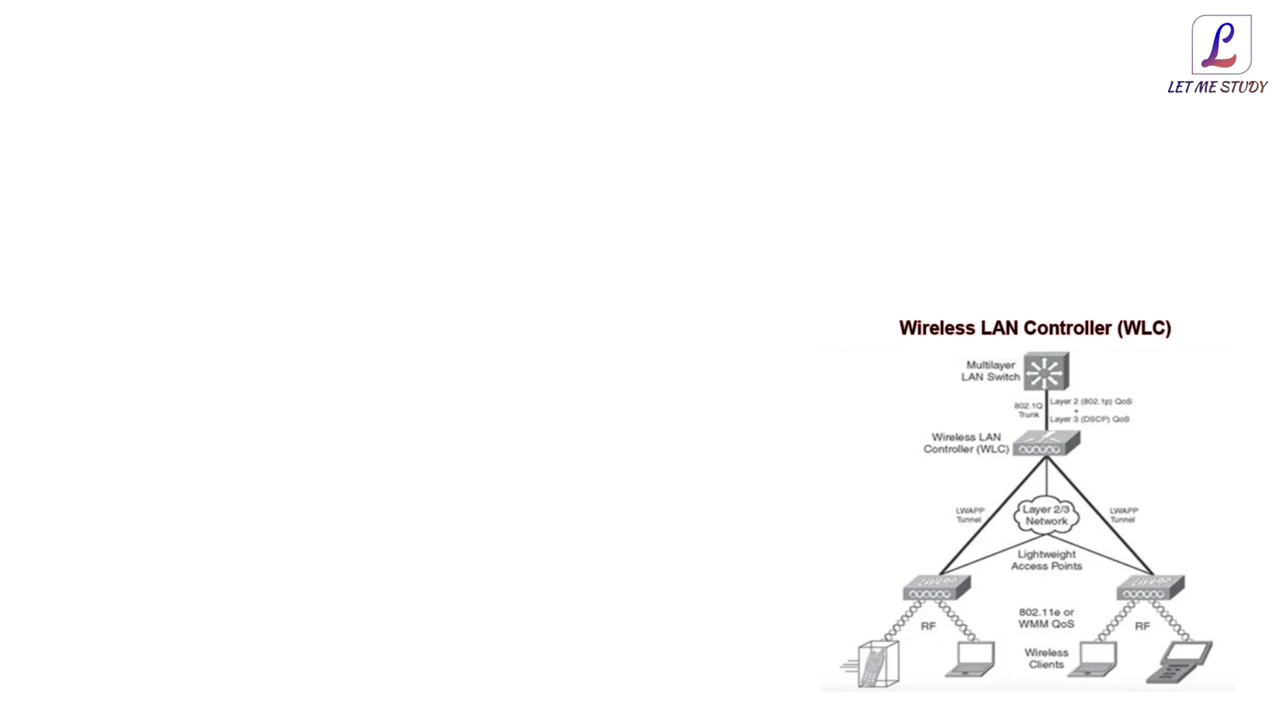 L
LET ME STUDY
Wireless LAN Controller (WLC)
Multilayer
LAN Switch
802.1Q
Trunk
Layer 2 (802.1p) QoS
+
Layer 3 (DSCP) QoS
Wireless LAN
Controller (WLC)
LWAPP
Tunnel
Layer 2/3
Network
LWAPP
Tunnel
Lightweight
Access Points
RF
802.11e or
WMM QoS
RF
Wireless
Clients